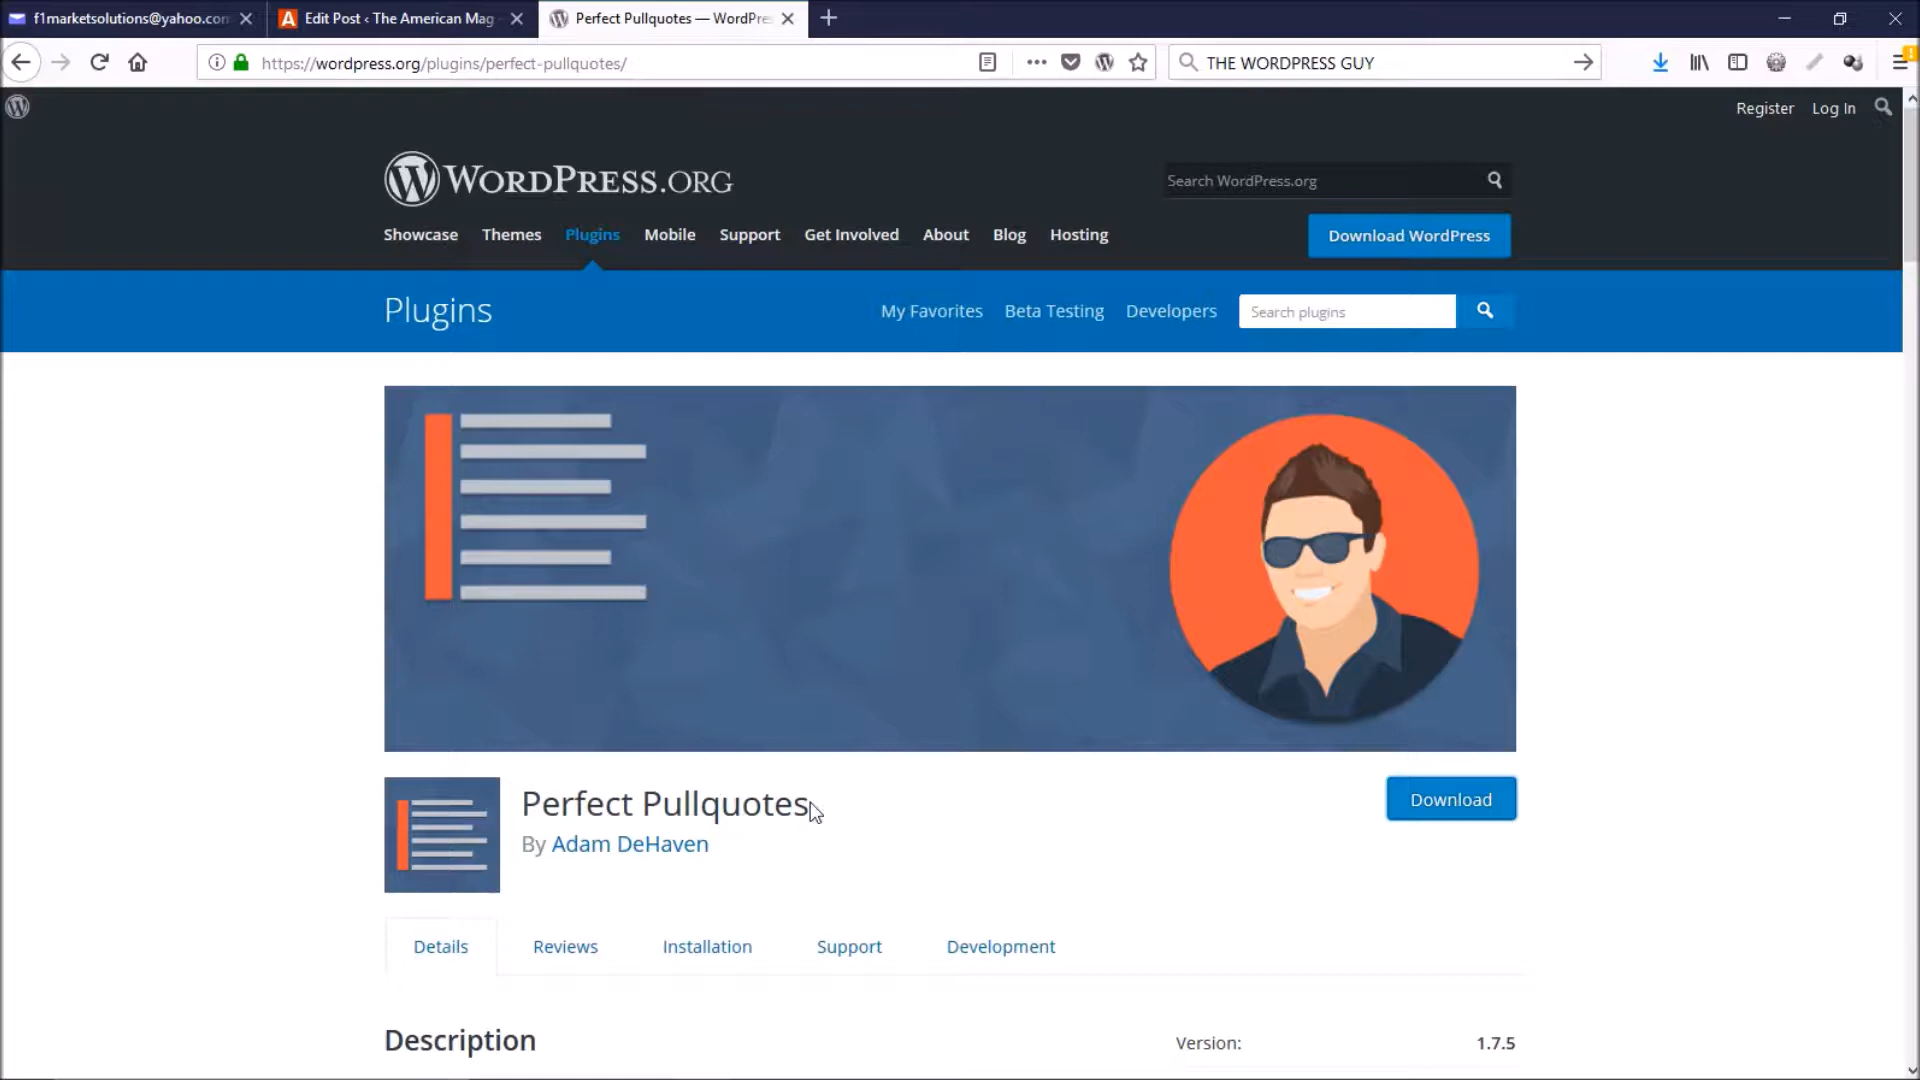 f1marketsolutions@yahoo.com
Edit Post ‹ The American Mag
Perfect Pullquotes — WordPre
https://wordpress.org/plugins/perfect-pullquotes/
THE WORDPRESS GUY
Register Log In
WORDPRESS.ORG
Search WordPress.org
Showcase Themes Plugins Mobile Support Get Involved About Blog Hosting
Download WordPress
Plugins
My Favorites Beta Testing Developers
Search plugins
Perfect Pullquotes
Download
By Adam DeHaven
Details Reviews Installation Support Development
Description
Version: 1.7.5